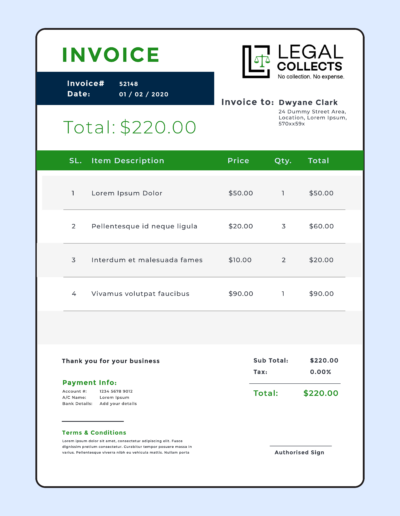 INVOICE
LEGAL
COLLECTS
No collection. No expense.
Invoice# 52148
Date: 01 / 02 / 2020
Invoice to: Dwyane Clark
24 Dummy Street Area,
Location, Lorem Ipsum,
570xx59x
Total: $220.00
SL. Item Description Price Qty. Total
1 Lorem Ipsum Dolor $50.00 1 $50.00
2 Pellentesque id neque ligula $20.00 3 $60.00
3 Interdum et malesuada fames $10.00 2 $20.00
4 Vivamus volutpat faucibus $90.00 1 $90.00
Thank you for your business
Sub Total: $220.00
Tax: 0.00%
Payment Info:
Account #: 1234 5678 9012
A/C Name: Lorem Ipsum
Bank Details: Add your details
Total: $220.00
Terms & Conditions
Lorem ipsum dolor sit amet, consectetur adipiscing elit. Fusce
dignissim pretium consectetur. Curabitur tempor posuere massa in
varius. Pellentesque viverra nibh eu vehicula mattis. Nullam porta
Authorised Sign